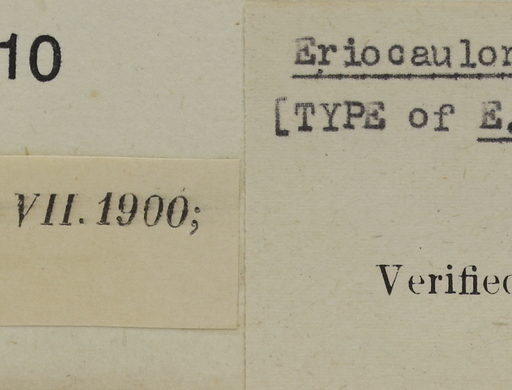 10
VII. 1900;
Eriocaulon
[TYPE of E.
Verified